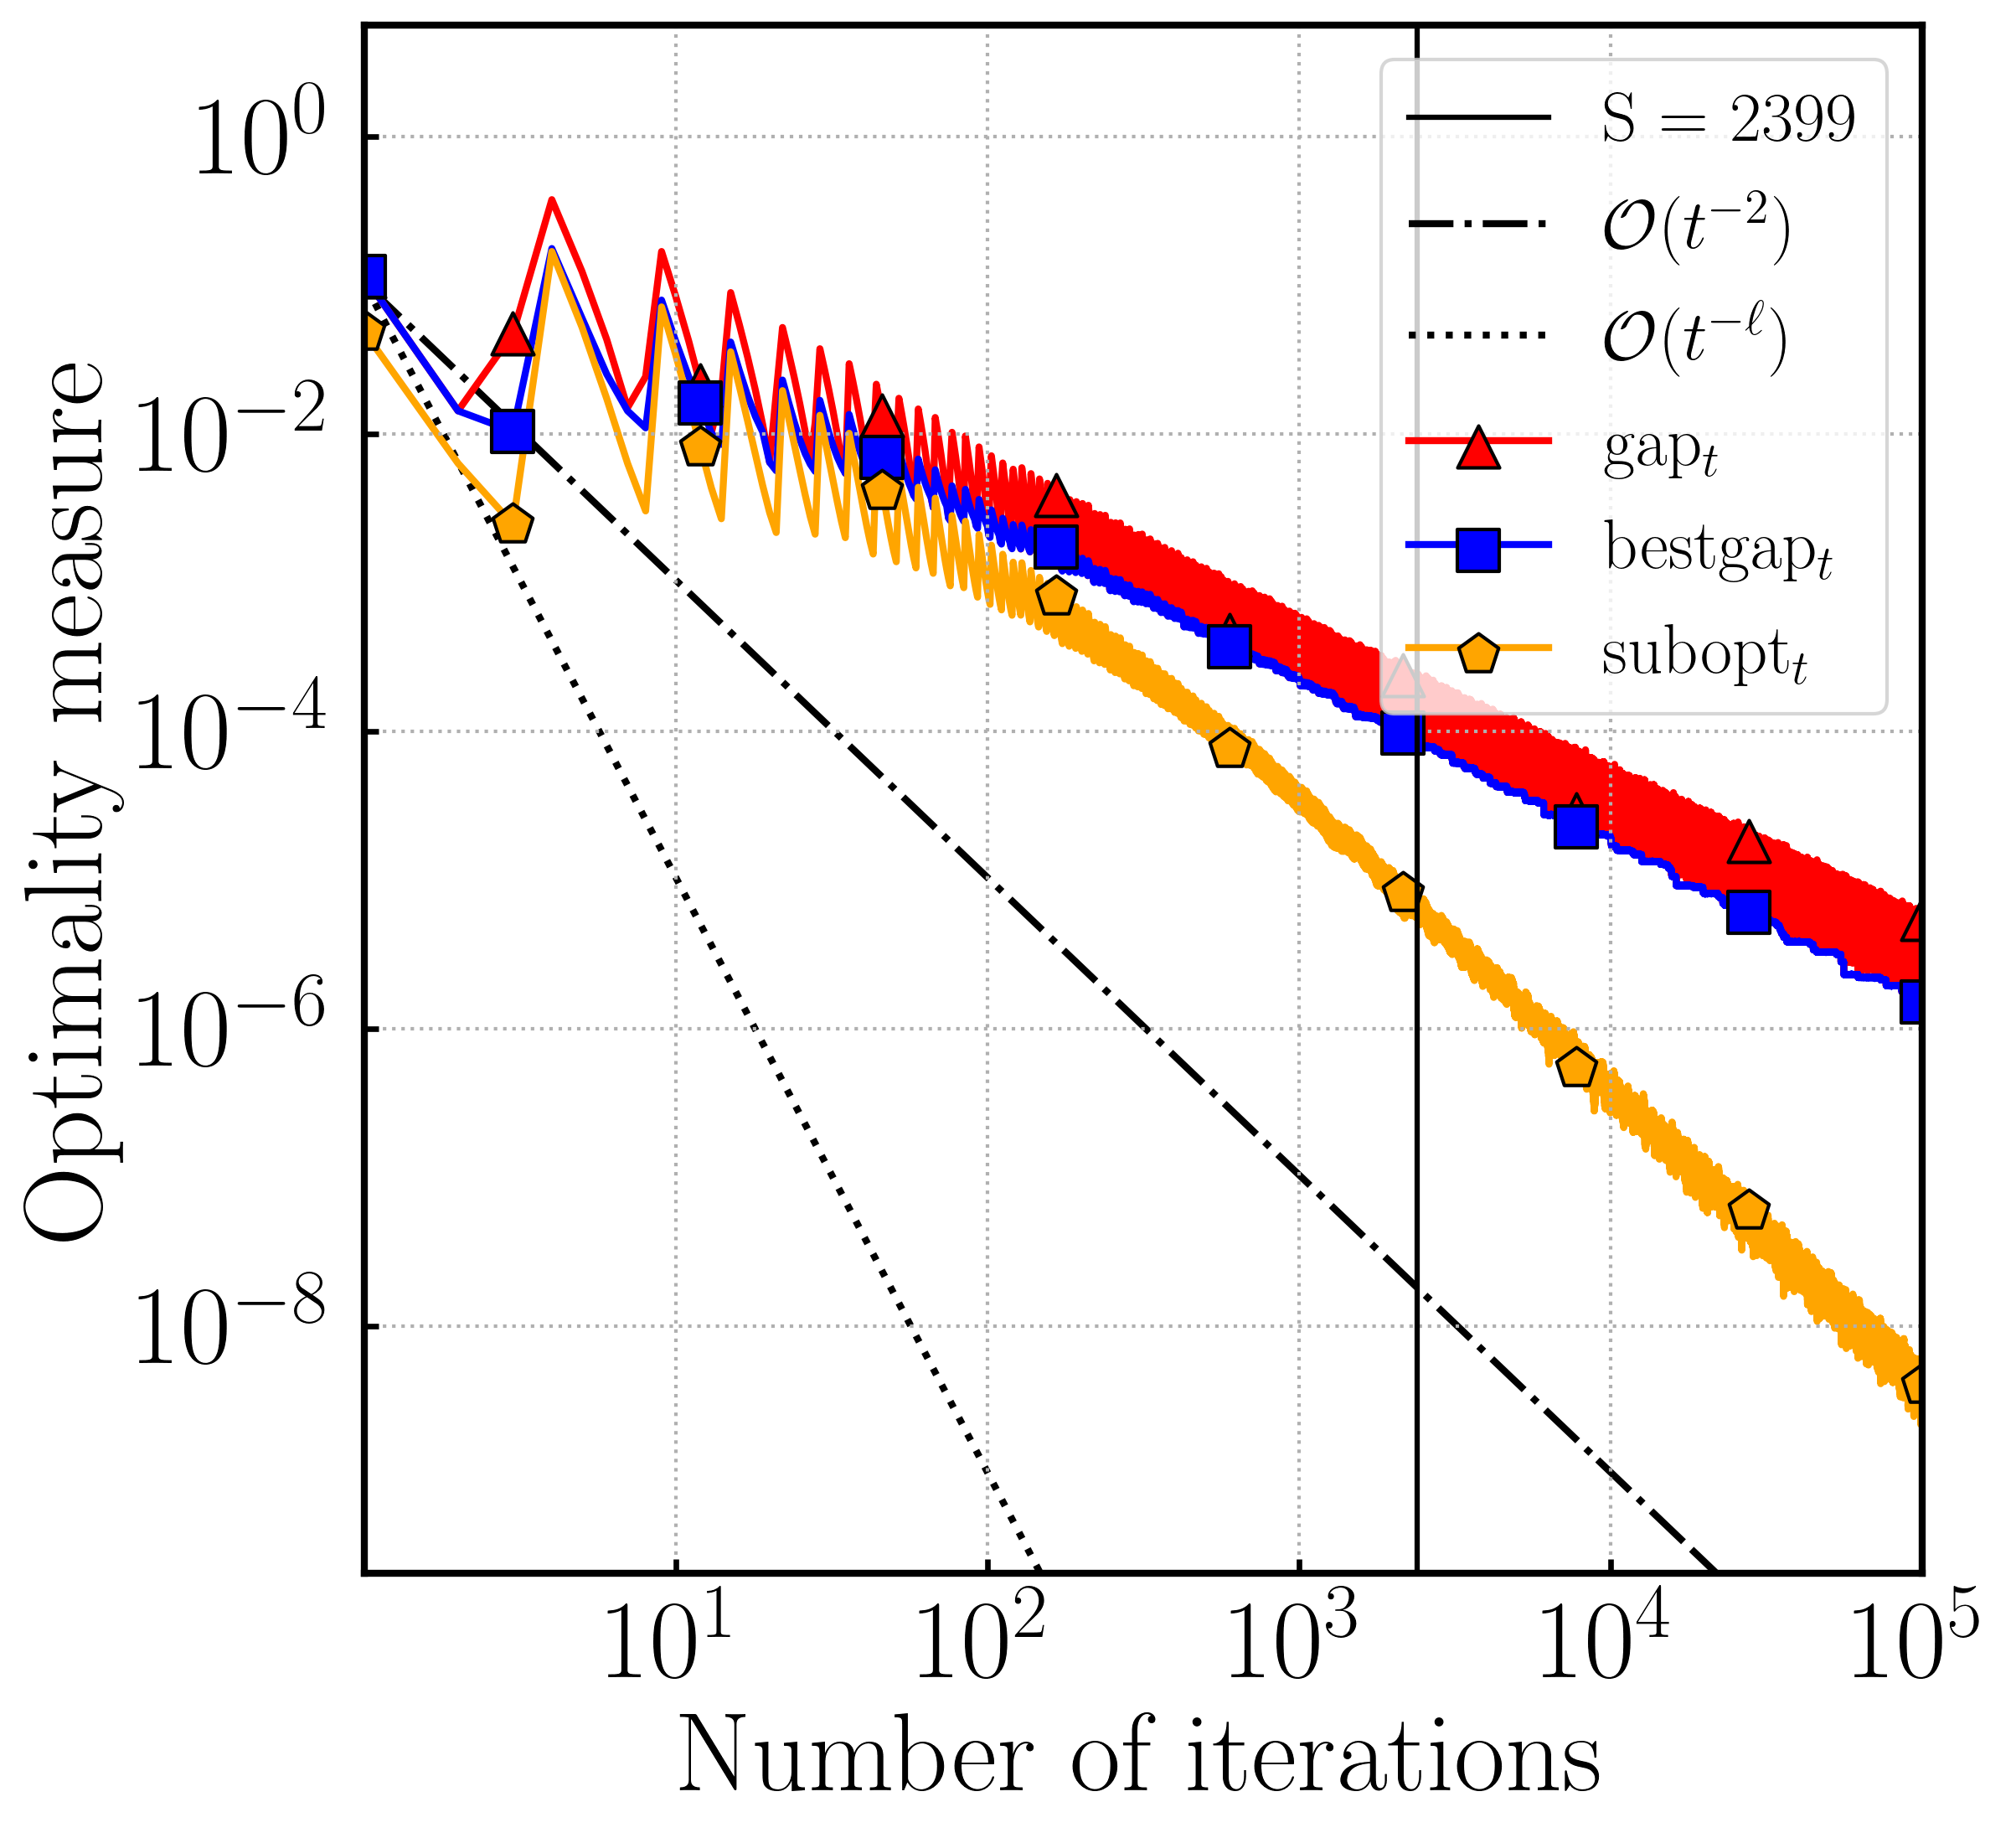 Optimality measure
10⁰
10⁻²
10⁻⁴
10⁻⁶
10⁻⁸
S = 2399
𝒪(t⁻²)
𝒪(t^{−ℓ})
gapₜ
bestgapₜ
suboptₜ
10¹ 10² 10³ 10⁴ 10⁵
Number of iterations